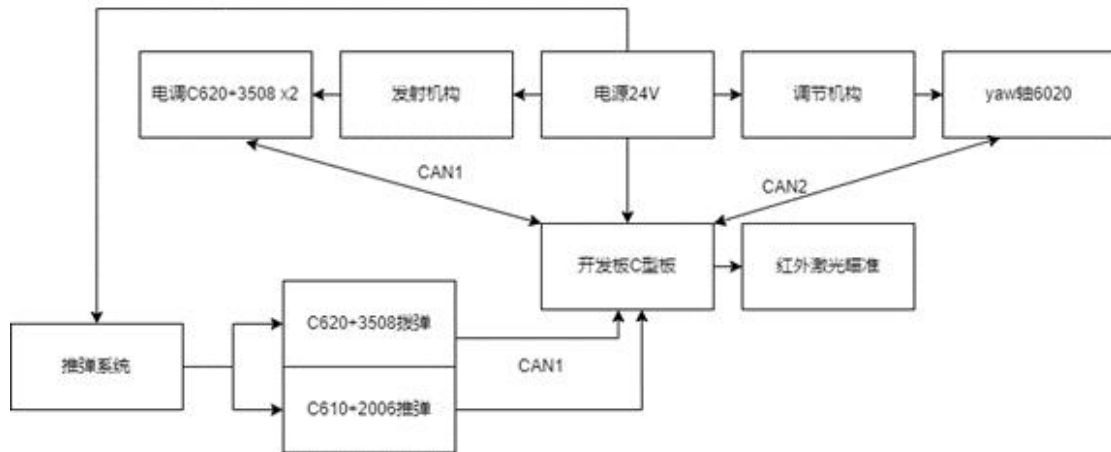 电调C620+3508 x2
发射机构
电源24V
调节机构
yaw轴6020
CAN1
CAN2
开发板C型板
红外激光瞄准
推弹系统
C620+3508拨弹
CAN1
C610+2006推弹